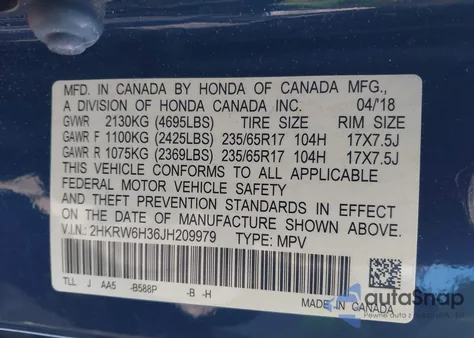 MFD. IN CANADA BY HONDA OF CANADA MFG.,
A DIVISION OF HONDA CANADA INC. 04/'18
GVWR 2130KG (4695LBS) TIRE SIZE RIM SIZE
GAWR F 1100KG (2425LBS) 235/65R17 104H 17X7.5J
GAWR R 1075KG (2369LBS) 235/65R17 104H 17X7.5J
THIS VEHICLE CONFORMS TO ALL APPLICABLE
FEDERAL MOTOR VEHICLE SAFETY
AND THEFT PREVENTION STANDARDS IN EFFECT
ON THE DATE OF MANUFACTURE SHOWN ABOVE.
V.I.N.: 2HKRW6H36JH209979 TYPE: MPV
TLL J AA5 -B588P -B -H
MADE IN CANADA
autoSnap